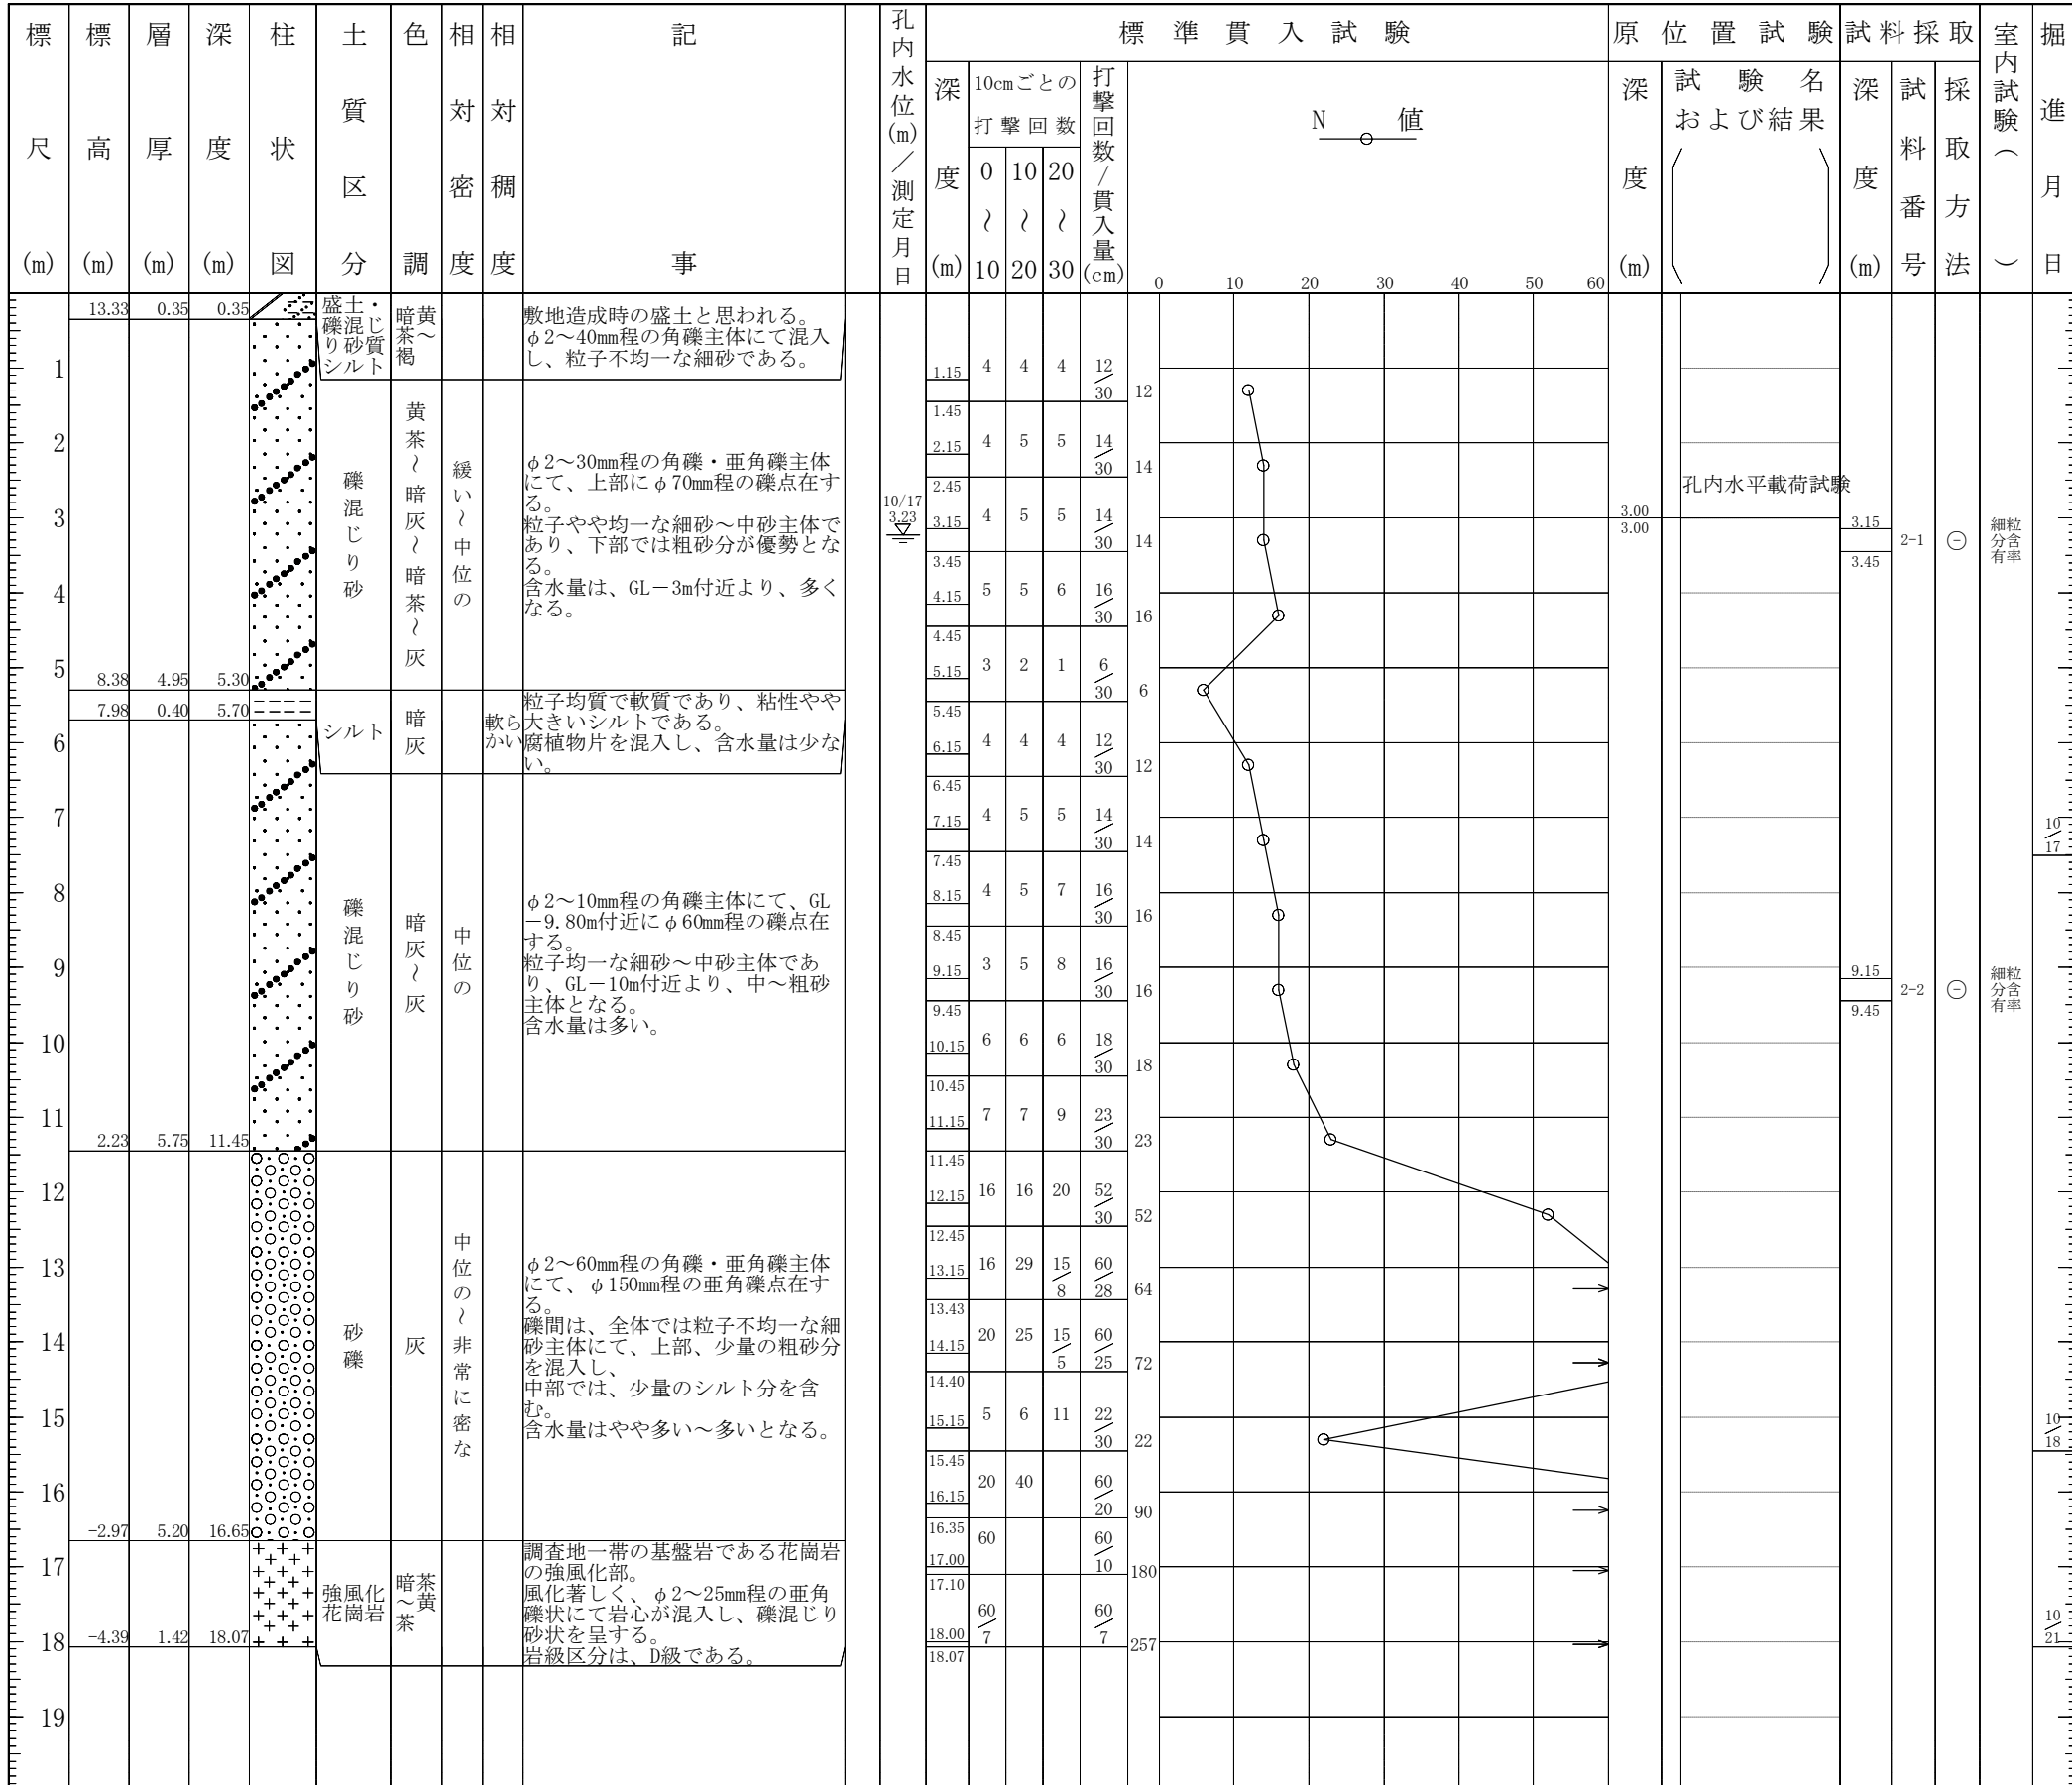 標尺(m)
標高(m)
層厚(m)
深度(m)
柱状図
土質区分
色調
相対密度
相対稠度
記事
孔内水位(m)／測定月日
標準貫入試験
深度(m)
10cmごとの
打撃回数
0～10
10～20
20～30
打撃回数/貫入量(cm)
N値
0 10 20 30 40 50 60
原位置試験
深度(m)
試験名
および結果
試料採取
深度(m)
試料番号
採取方法
室内試験（ ）
掘進月日
13.33 0.35 0.35
盛土・
礫混じ
り砂質
シルト
暗黄
茶～
褐
敷地造成時の盛土と思われる。
φ2～40mm程の角礫主体にて混入
し、粒子不均一な細砂である。
8.38 4.95 5.30
礫混じり砂
黄茶～暗灰～暗茶～灰
緩い～中位の
φ2～30mm程の角礫・亜角礫主体
にて、上部にφ70mm程の礫点在す
る。
粒子やや均一な細砂～中砂主体で
あり、下部では粗砂分が優勢とな
る。
含水量は、GL－3m付近より、多く
なる。
7.98 0.40 5.70
シルト
暗灰
軟ら
かい
粒子均質で軟質であり、粘性やや
大きいシルトである。
腐植物片を混入し、含水量は少な
い。
2.23 5.75 11.45
礫混じり砂
暗灰～灰
中位の
φ2～10mm程の角礫主体にて、GL
－9.80m付近にφ60mm程の礫点在
する。
粒子均一な細砂～中砂主体であ
り、GL－10m付近より、中～粗砂
主体となる。
含水量は多い。
-2.97 5.20 16.65
砂礫
灰
中位の～非常に密な
φ2～60mm程の角礫・亜角礫主体
にて、φ150mm程の亜角礫点在す
る。
礫間は、全体では粒子不均一な細
砂主体にて、上部、少量の粗砂分
を混入し、
中部では、少量のシルト分を含
む。
含水量はやや多い～多いとなる。
-4.39 1.42 18.07
強風化
花崗岩
暗茶
～黄
茶
調査地一帯の基盤岩である花崗岩
の強風化部。
風化著しく、φ2～25mm程の亜角
礫状にて岩心が混入し、礫混じり
砂状を呈する。
岩級区分は、D級である。
1
2
3
4
5
6
7
8
9
10
11
12
13
14
15
16
17
18
19
10/17
3.23
1.15 4 4 4 12/30 12
1.45
2.15 4 5 5 14/30 14
2.45
3.15 4 5 5 14/30 14
3.45
4.15 5 5 6 16/30 16
4.45
5.15 3 2 1 6/30 6
5.45
6.15 4 4 4 12/30 12
6.45
7.15 4 5 5 14/30 14
7.45
8.15 4 5 7 16/30 16
8.45
9.15 3 5 8 16/30 16
9.45
10.15 6 6 6 18/30 18
10.45
11.15 7 7 9 23/30 23
11.45
12.15 16 16 20 52/30 52
12.45
13.15 16 29 15/8 60/28 64
13.43
14.15 20 25 15/5 60/25 72
14.40
15.15 5 6 11 22/30 22
15.45
16.15 20 40 60/20 90
16.35
17.00 60 60/10 180
17.10
18.00 60/7 60/7 257
18.07
孔内水平載荷試験
3.00
3.00
3.15
3.45
2-1
細粒
分含
有率
9.15
9.45
2-2
細粒
分含
有率
10/17
10/18
10/21